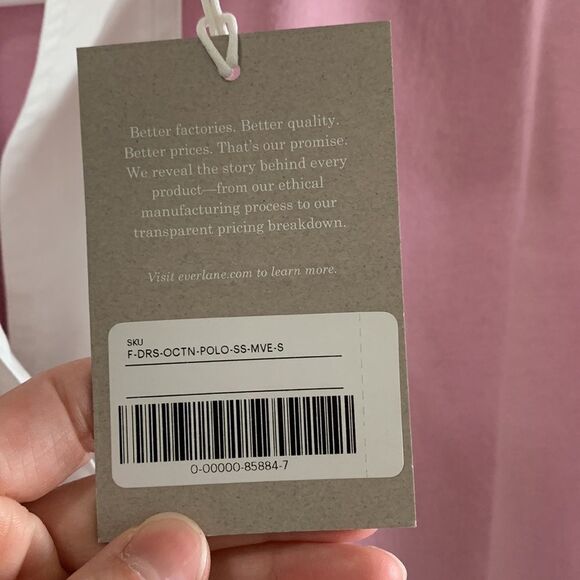 Better factories. Better quality.
Better prices. That's our promise.
We reveal the story behind every
product—from our ethical
manufacturing process to our
transparent pricing breakdown.
Visit everlane.com to learn more.
SKU
F-DRS-OCTN-POLO-SS-MVE-S
0-00000-85884-7